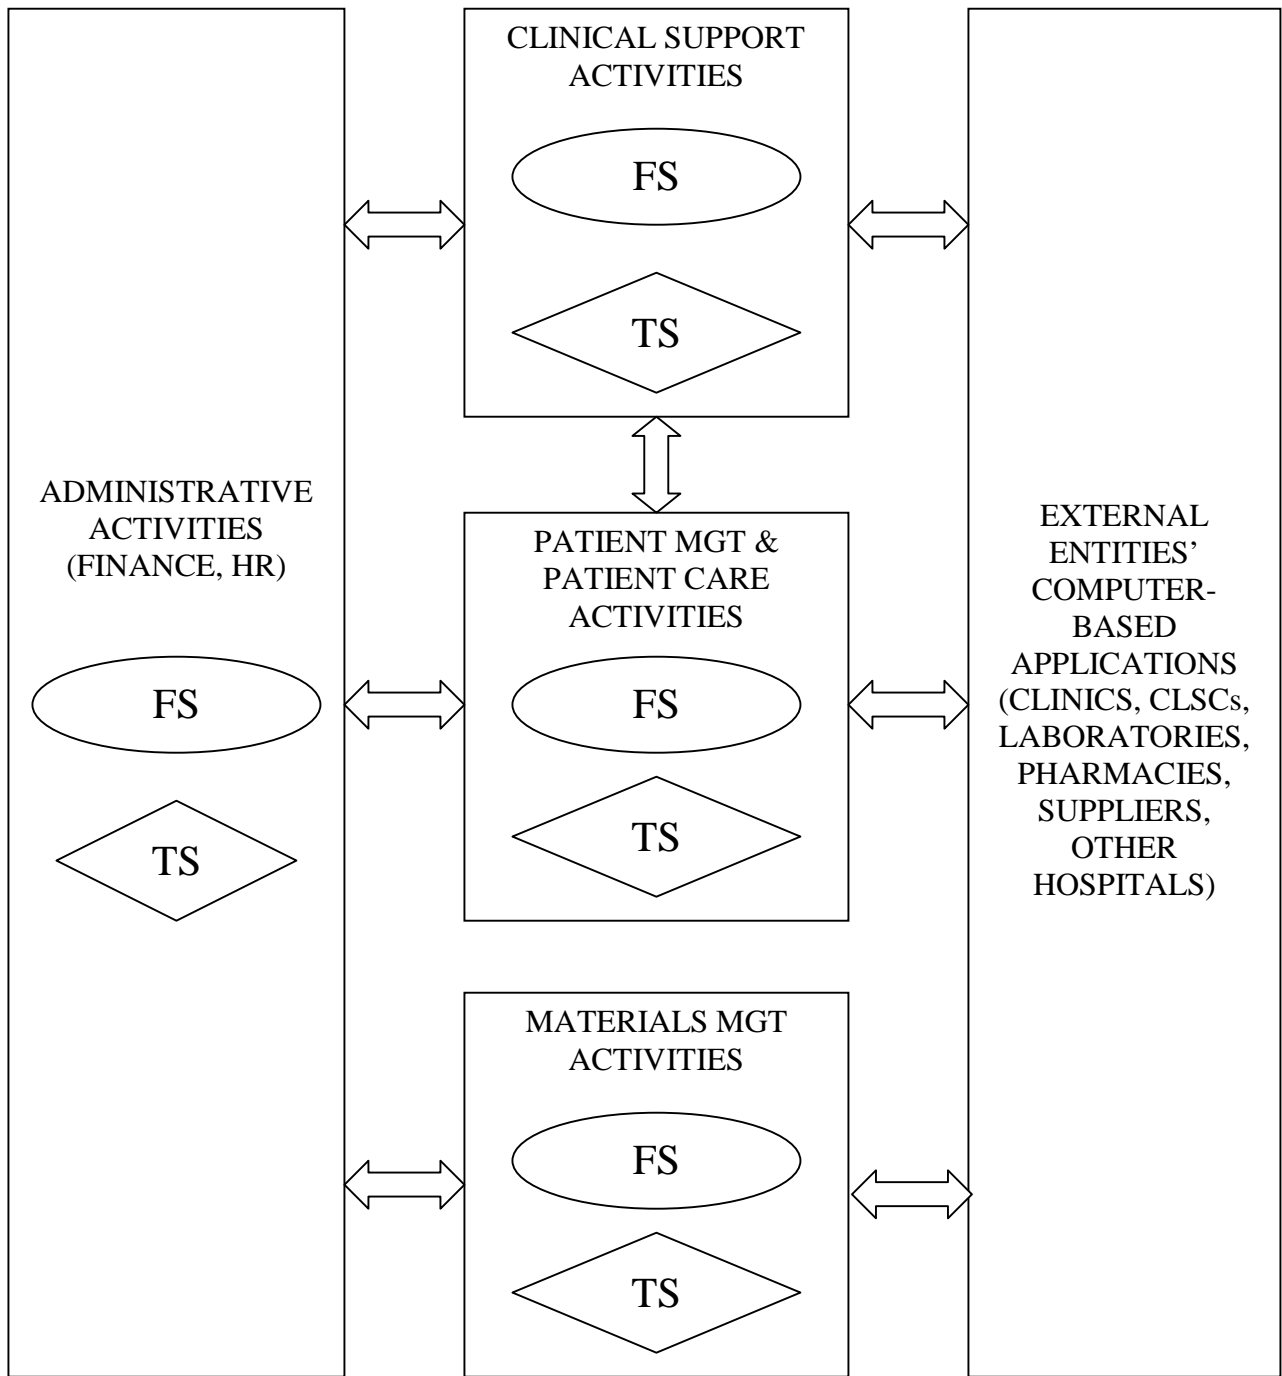 CLINICAL SUPPORT
ACTIVITIES
FS
TS
ADMINISTRATIVE
ACTIVITIES
(FINANCE, HR)
FS
TS
PATIENT MGT &
PATIENT CARE
ACTIVITIES
FS
TS
MATERIALS MGT
ACTIVITIES
FS
TS
EXTERNAL
ENTITIES’
COMPUTER-
BASED
APPLICATIONS
(CLINICS, CLSCs,
LABORATORIES,
PHARMACIES,
SUPPLIERS,
OTHER
HOSPITALS)